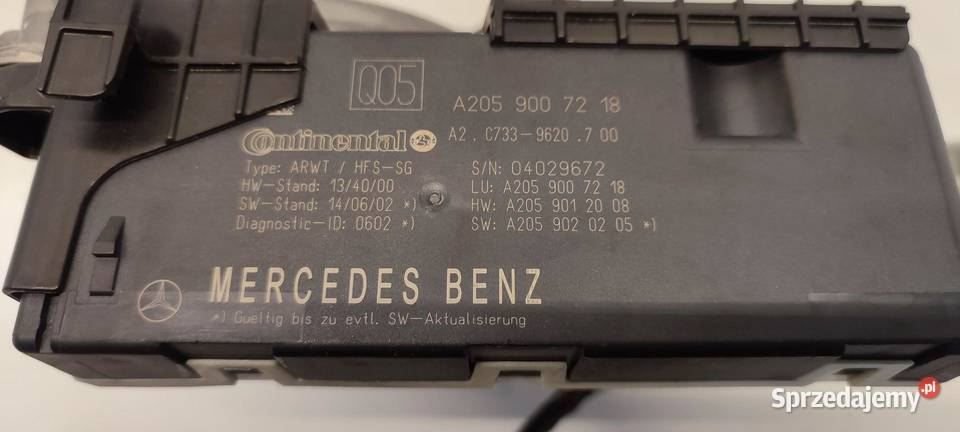 Q05
A205 900 72 18
Continental
A2.C733-9620.700
Type: ARWT / HFS-SG
S/N: 04029672
HW-Stand: 13/40/00
LU: A205 900 72 18
SW-Stand: 14/06/02 *)
HW: A205 901 20 08
Diagnostic-ID: 0602 *)
SW: A205 902 02 05 *)
MERCEDES BENZ
*) Gueltig bis zu evtl. SW-Aktualisierung
Sprzedajemy.pl